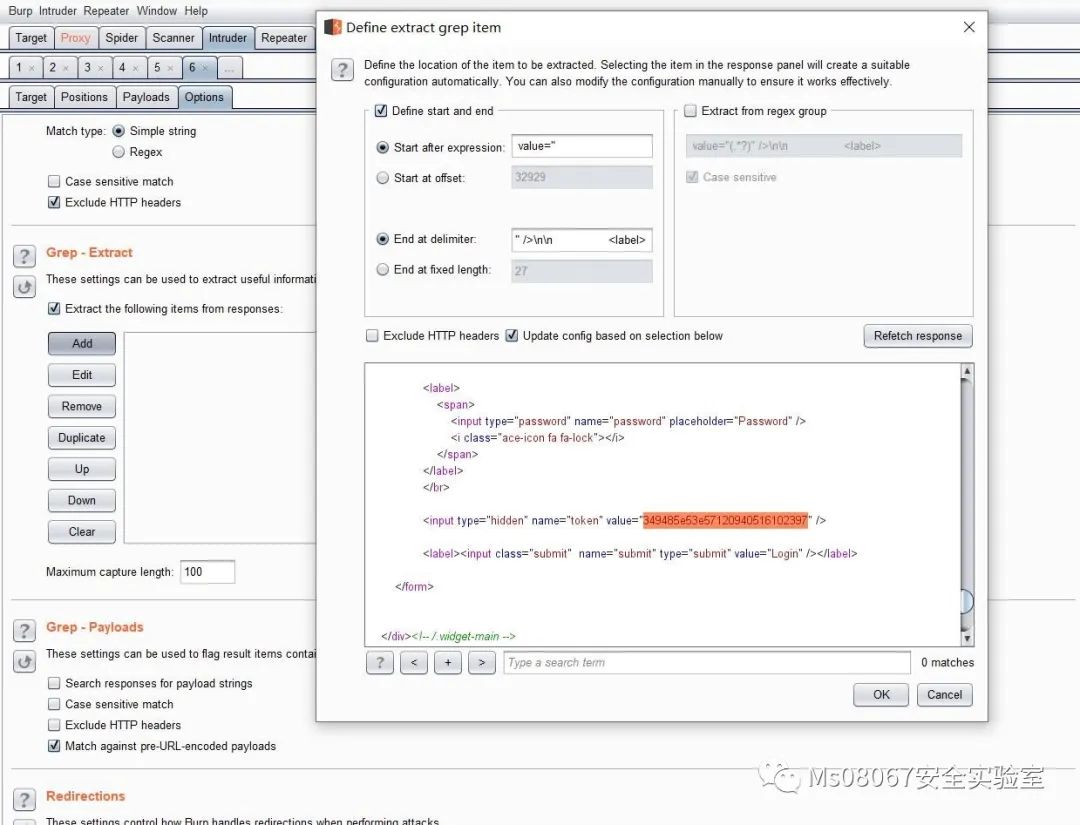 Burp Intruder Repeater Window Help
Target Proxy Spider Scanner Intruder Repeater
1 × 2 × 3 × 4 × 5 × 6 × ...
Target Positions Payloads Options
Match type: Simple string
Regex
Case sensitive match
Exclude HTTP headers
? Grep - Extract
These settings can be used to extract useful informati
Extract the following items from responses:
Add
Edit
Remove
Duplicate
Up
Down
Clear
Maximum capture length: 100
? Grep - Payloads
These settings can be used to flag result items contai
Search responses for payload strings
Case sensitive match
Exclude HTTP headers
Match against pre-URL-encoded payloads
? Redirections
These settings control how Burp handles redirections when performing attacks.
Define extract grep item
? Define the location of the item to be extracted. Selecting the item in the response panel will create a suitable
configuration automatically. You can also modify the configuration manually to ensure it works effectively.
Define start and end
Start after expression: value="
Start at offset: 32929
End at delimiter: " />\n\n <label>
End at fixed length: 27
Extract from regex group
value="(.*?)" />\n\n <label>
Case sensitive
Exclude HTTP headers Update config based on selection below Refetch response
<label>
<span>
<input type="password" name="password" placeholder="Password" />
<i class="ace-icon fa fa-lock"></i>
</span>
</label>
</br>
<input type="hidden" name="token" value="349485e53e57120940516102397" />
<label><input class="submit" name="submit" type="submit" value="Login" /></label>
</form>
</div><!-- /.widget-main -->
? < + > Type a search term 0 matches
OK Cancel
Ms08067安全实验室